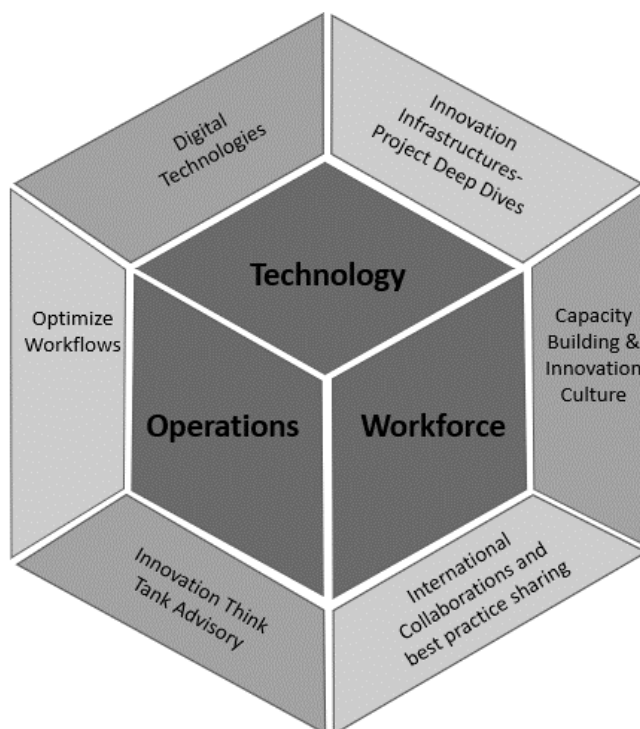 Digital
Technologies
Innovation
Infrastructures-
Project Deep Dives
Technology
Optimize
Workflows
Operations
Workforce
Capacity
Building &
Innovation
Culture
Innovation Think
Tank Advisory
International
Collaborations and
best practice sharing